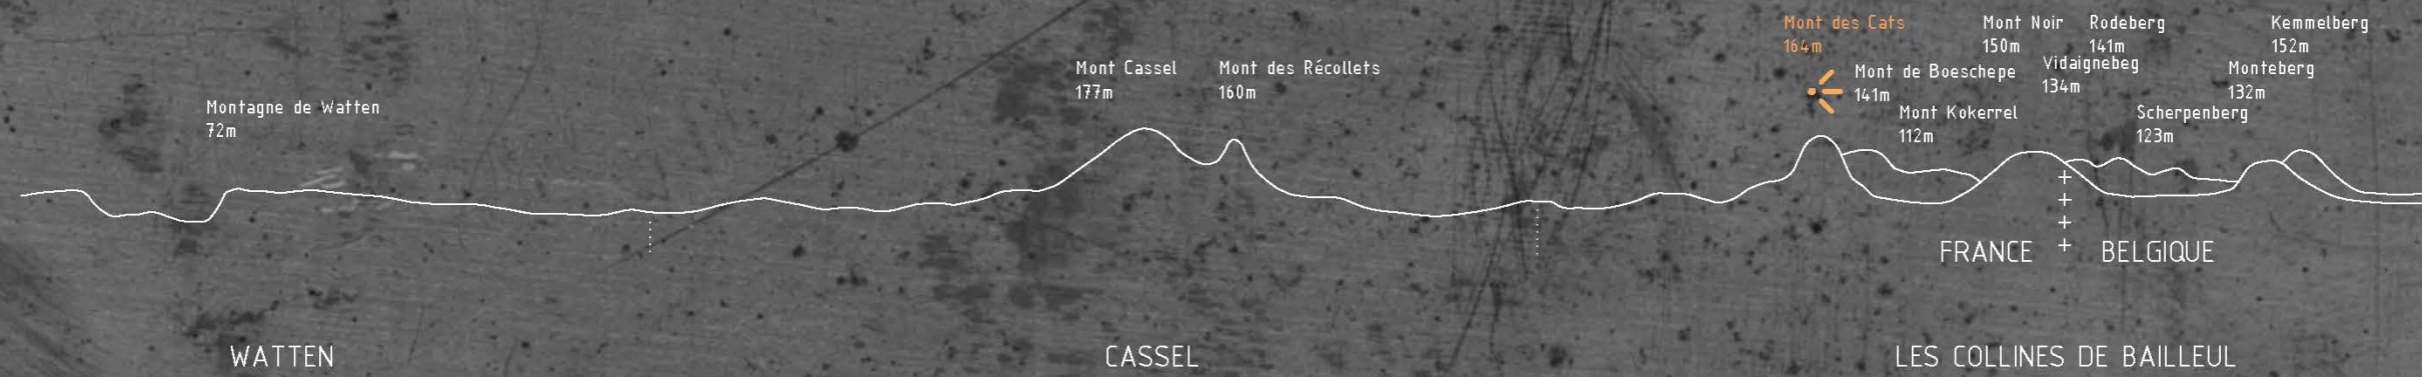 Montagne de Watten
72m
Mont Cassel
177m
Mont des Récollets
160m
Mont des Cats
164m
Mont de Boeschepe
141m
Mont Kokerrel
112m
Mont Noir
150m
Vidaignebeg
134m
Rodeberg
141m
Scherpenberg
123m
Monteberg
132m
Kemmelberg
152m
FRANCE
BELGIQUE
WATTEN
CASSEL
LES COLLINES DE BAILLEUL